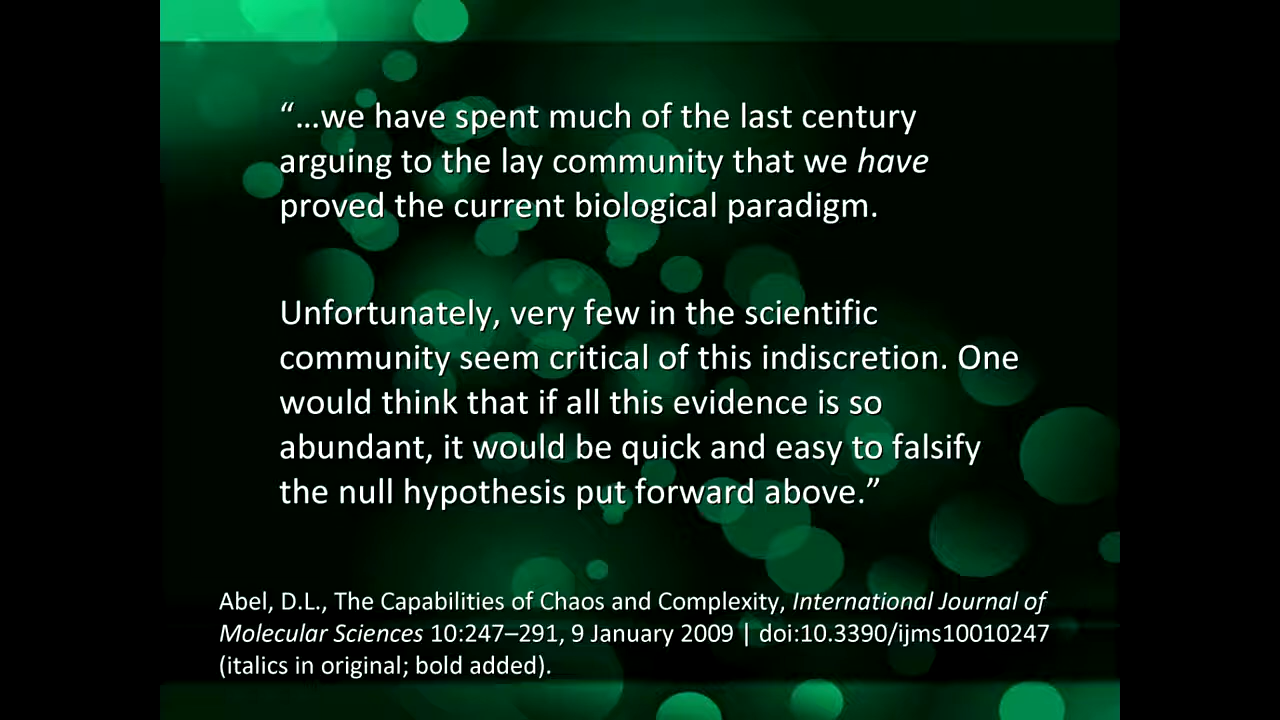 “…we have spent much of the last century
arguing to the lay community that we have
proved the current biological paradigm.
Unfortunately, very few in the scientific
community seem critical of this indiscretion. One
would think that if all this evidence is so
abundant, it would be quick and easy to falsify
the null hypothesis put forward above.”
Abel, D.L., The Capabilities of Chaos and Complexity, International Journal of
Molecular Sciences 10:247–291, 9 January 2009 | doi:10.3390/ijms10010247
(italics in original; bold added).